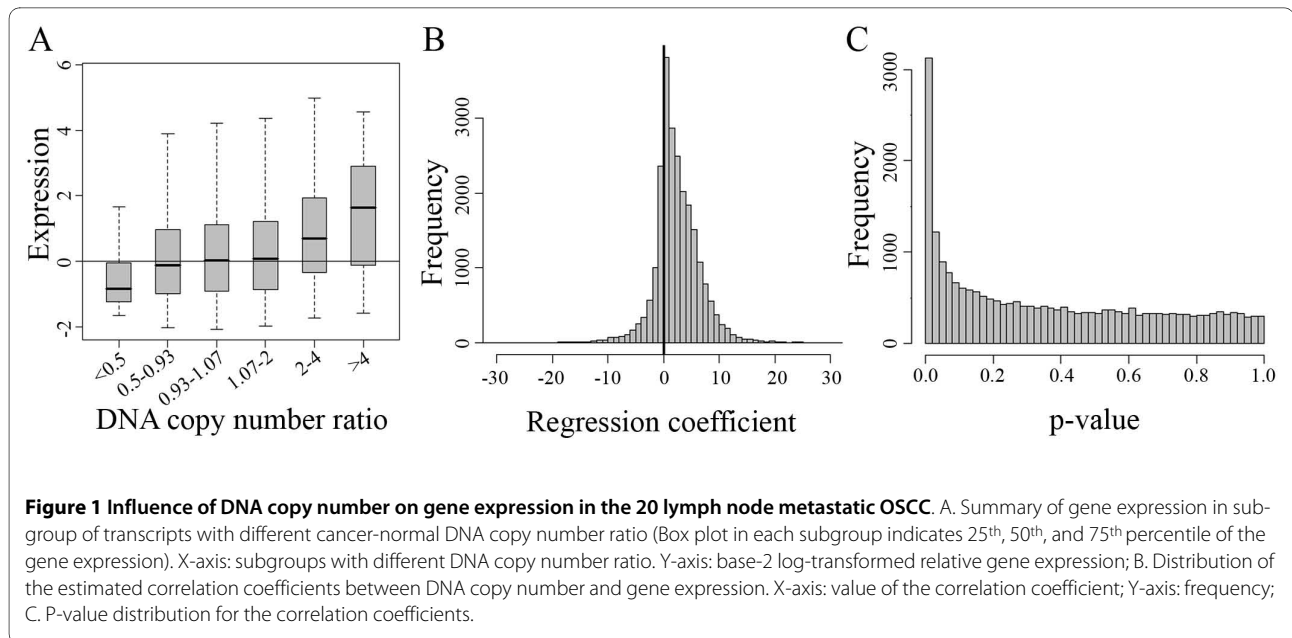 A
B
C
6
4
2
0
-2
Expression
<0.5
0.5-0.93
0.93-1.07
1.07-2
2-4
>4
DNA copy number ratio
3000
2000
1000
0
Frequency
-30 -20 -10 0 10 20 30
Regression coefficient
3000
2000
1000
0
Frequency
0.0 0.2 0.4 0.6 0.8 1.0
p-value
Figure 1 Influence of DNA copy number on gene expression in the 20 lymph node metastatic OSCC. A. Summary of gene expression in sub-
group of transcripts with different cancer-normal DNA copy number ratio (Box plot in each subgroup indicates 25th, 50th, and 75th percentile of the
gene expression). X-axis: subgroups with different DNA copy number ratio. Y-axis: base-2 log-transformed relative gene expression; B. Distribution of
the estimated correlation coefficients between DNA copy number and gene expression. X-axis: value of the correlation coefficient; Y-axis: frequency;
C. P-value distribution for the correlation coefficients.